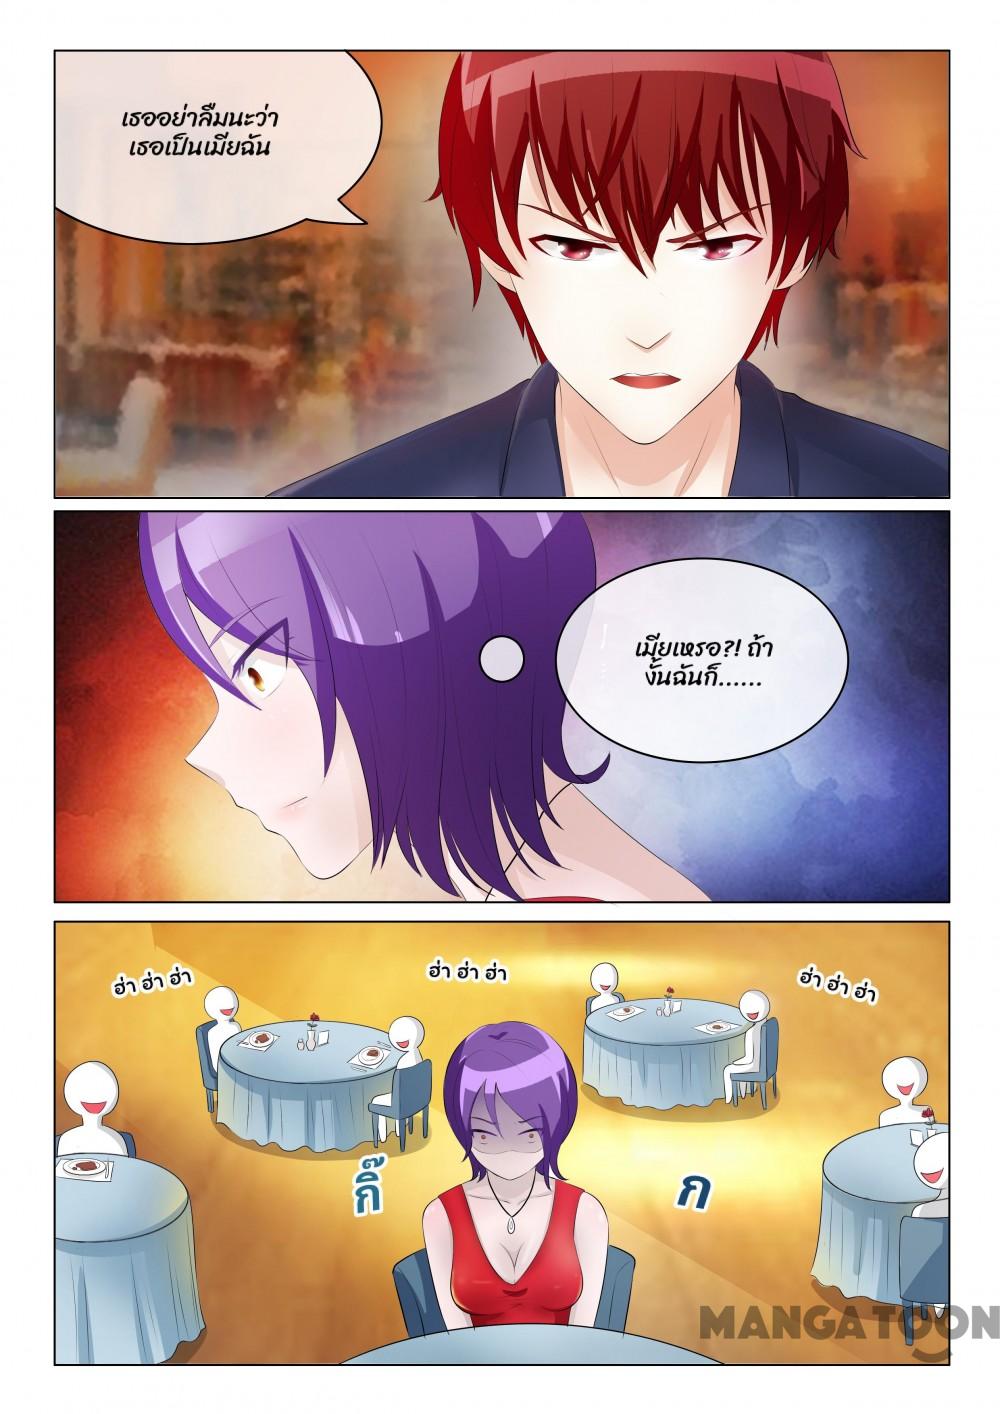 เธออย่าลืมนะว่า
เธอเป็นเมียฉัน
เมียเหรอ?! ถ้า
งั้นฉันก็......
ฮ่า ฮ่า ฮ่า
ฮ่า ฮ่า ฮ่า
ฮ่า ฮ่า ฮ่า
กิ๊
ก
MANGATOON